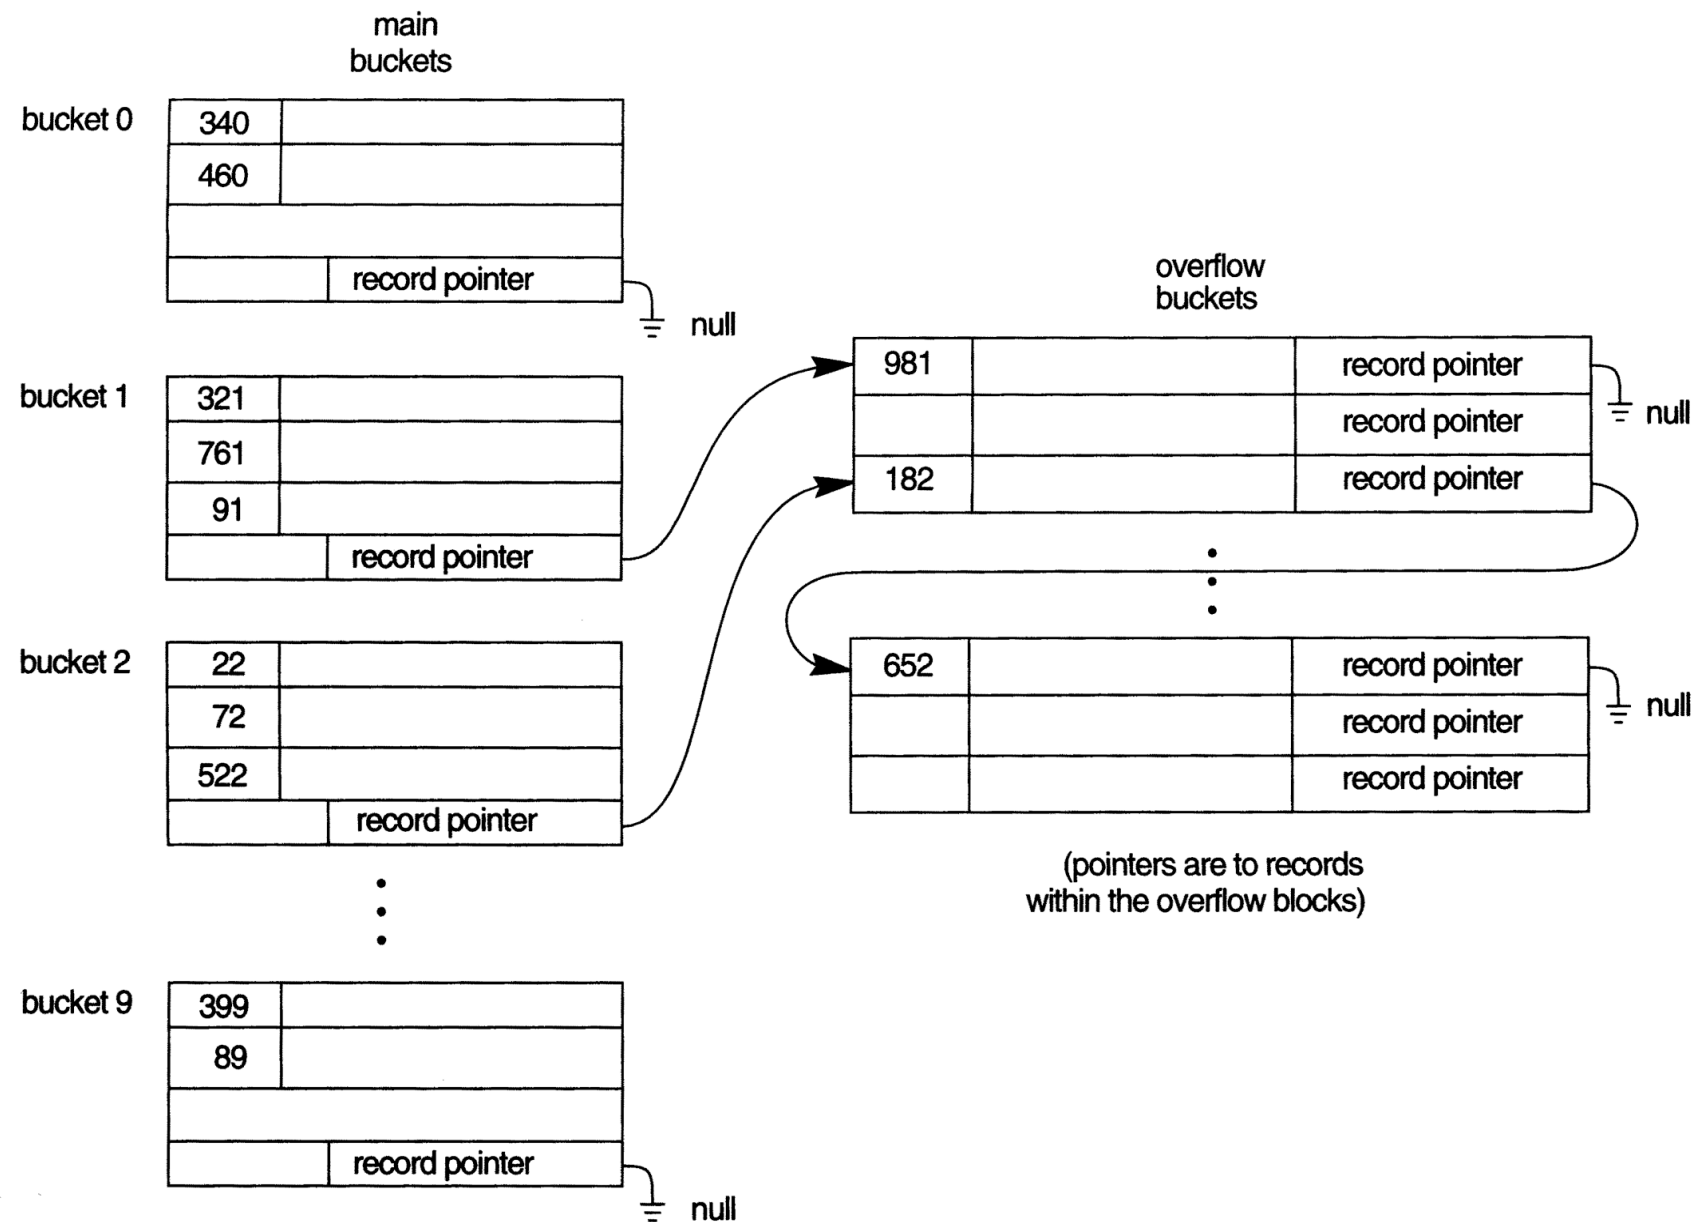 main
buckets
bucket 0
340
460
record pointer
null
bucket 1
321
761
91
record pointer
bucket 2
22
72
522
record pointer
bucket 9
399
89
record pointer
null
overflow
buckets
981 record pointer
null
record pointer
182 record pointer
652 record pointer
null
record pointer
record pointer
(pointers are to records
within the overflow blocks)